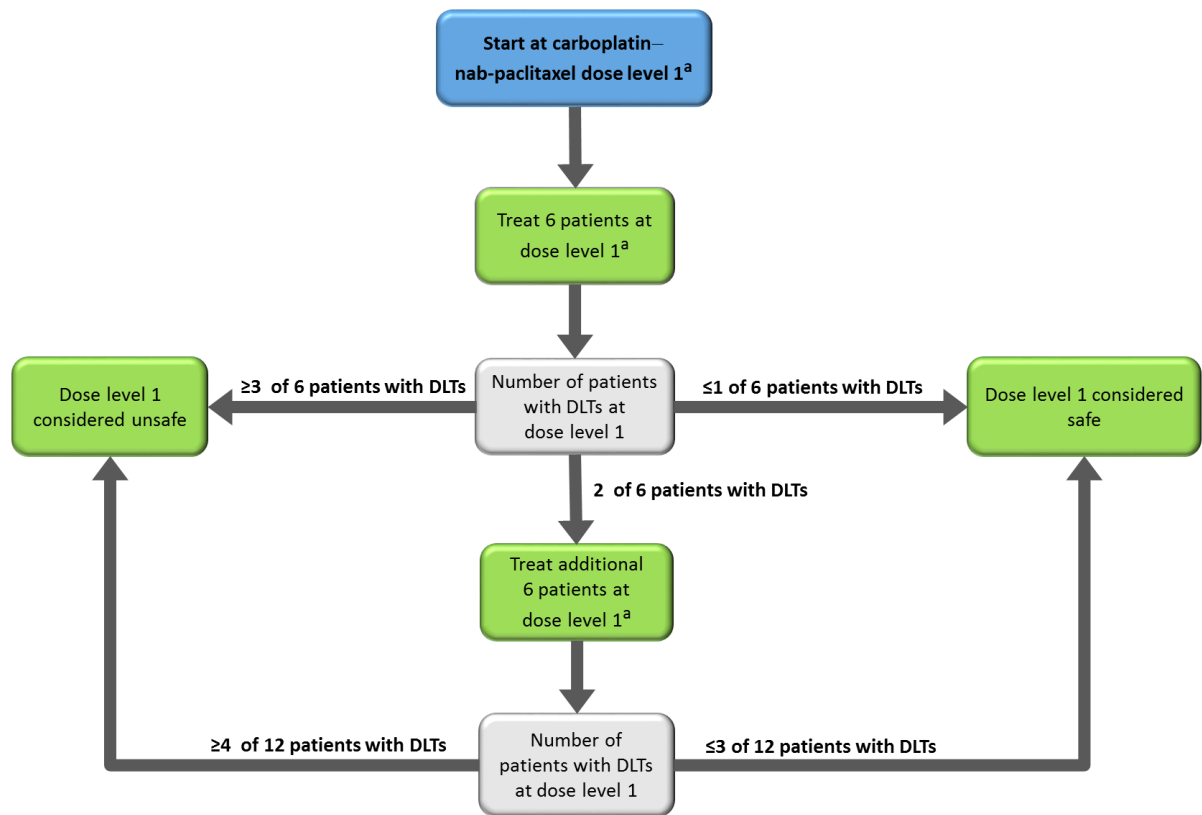 Start at carboplatin–
nab-paclitaxel dose level 1ª
Treat 6 patients at
dose level 1ª
≥3 of 6 patients with DLTs
Number of patients
with DLTs at
dose level 1
≤1 of 6 patients with DLTs
Dose level 1
considered unsafe
Dose level 1 considered
safe
2 of 6 patients with DLTs
Treat additional
6 patients at
dose level 1ª
≥4 of 12 patients with DLTs
Number of
patients with DLTs
at dose level 1
≤3 of 12 patients with DLTs